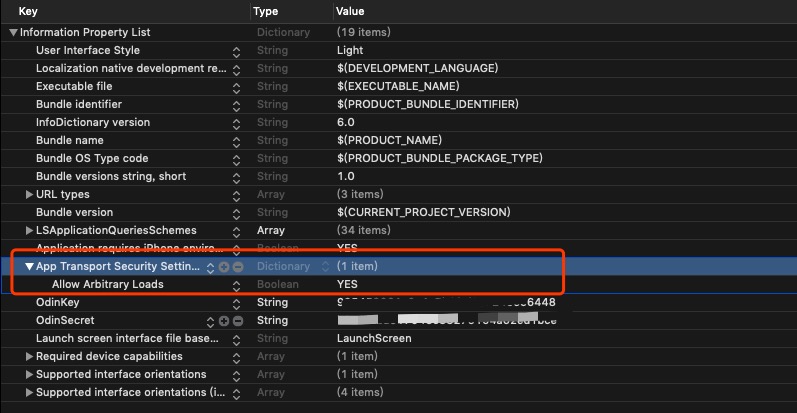 Key Type Value
Information Property List Dictionary (19 items)
User Interface Style String Light
Localization native development re... String $(DEVELOPMENT_LANGUAGE)
Executable file String $(EXECUTABLE_NAME)
Bundle identifier String $(PRODUCT_BUNDLE_IDENTIFIER)
InfoDictionary version String 6.0
Bundle name String $(PRODUCT_NAME)
Bundle OS Type code String $(PRODUCT_BUNDLE_PACKAGE_TYPE)
Bundle versions string, short String 1.0
URL types Array (3 items)
Bundle version String $(CURRENT_PROJECT_VERSION)
LSApplicationQueriesSchemes Array (34 items)
Application requires iPhone enviro... Boolean YES
App Transport Security Settin... Dictionary (1 item)
Allow Arbitrary Loads Boolean YES
OdinKey String
OdinSecret String
Launch screen interface file base... String LaunchScreen
Required device capabilities Array (1 item)
Supported interface orientations Array (1 item)
Supported interface orientations (i... Array (4 items)